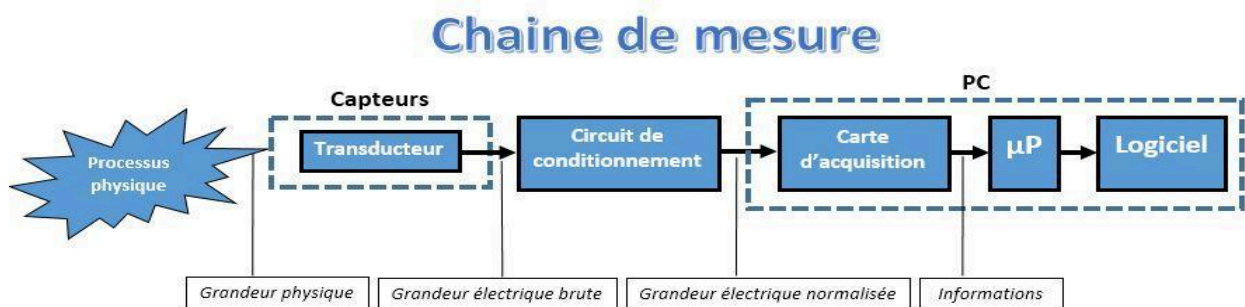 Chaine de mesure
PC
Capteurs
Processus
physique
Transducteur
Circuit de
conditionnement
Carte
d’acquisition
µP
Logiciel
Grandeur physique
Grandeur électrique brute
Grandeur électrique normalisée
Informations